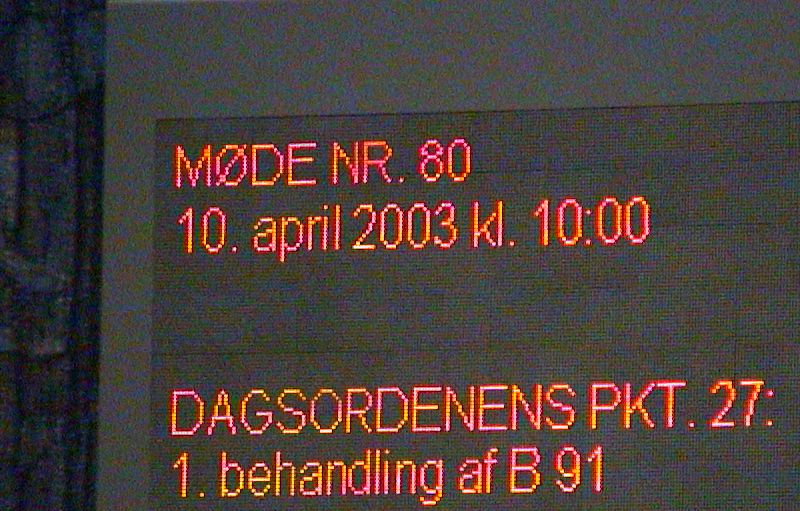 MØDE NR. 80
10. april 2003 kl. 10:00
DAGSORDENENS PKT. 27:
1. behandling af B 91